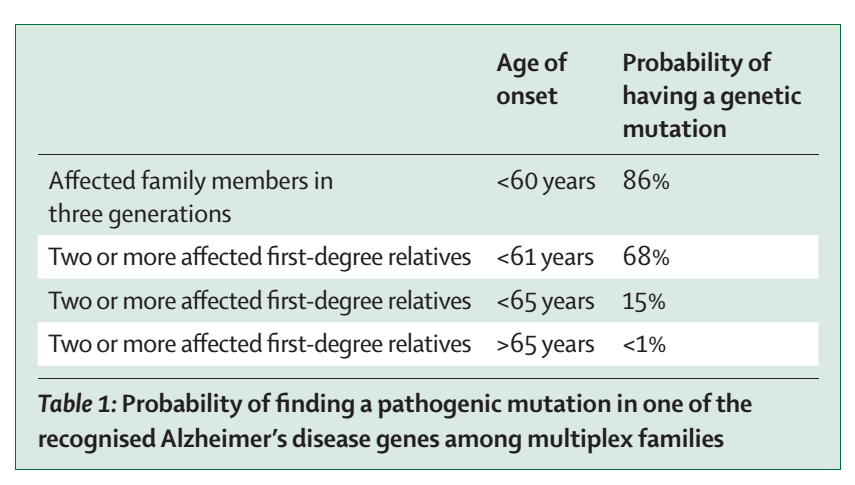 Age of onset
Probability of having a genetic mutation
Affected family members in three generations
<60 years
86%
Two or more affected first-degree relatives
<61 years
68%
Two or more affected first-degree relatives
<65 years
15%
Two or more affected first-degree relatives
>65 years
<1%
Table 1: Probability of finding a pathogenic mutation in one of the
recognised Alzheimer’s disease genes among multiplex families